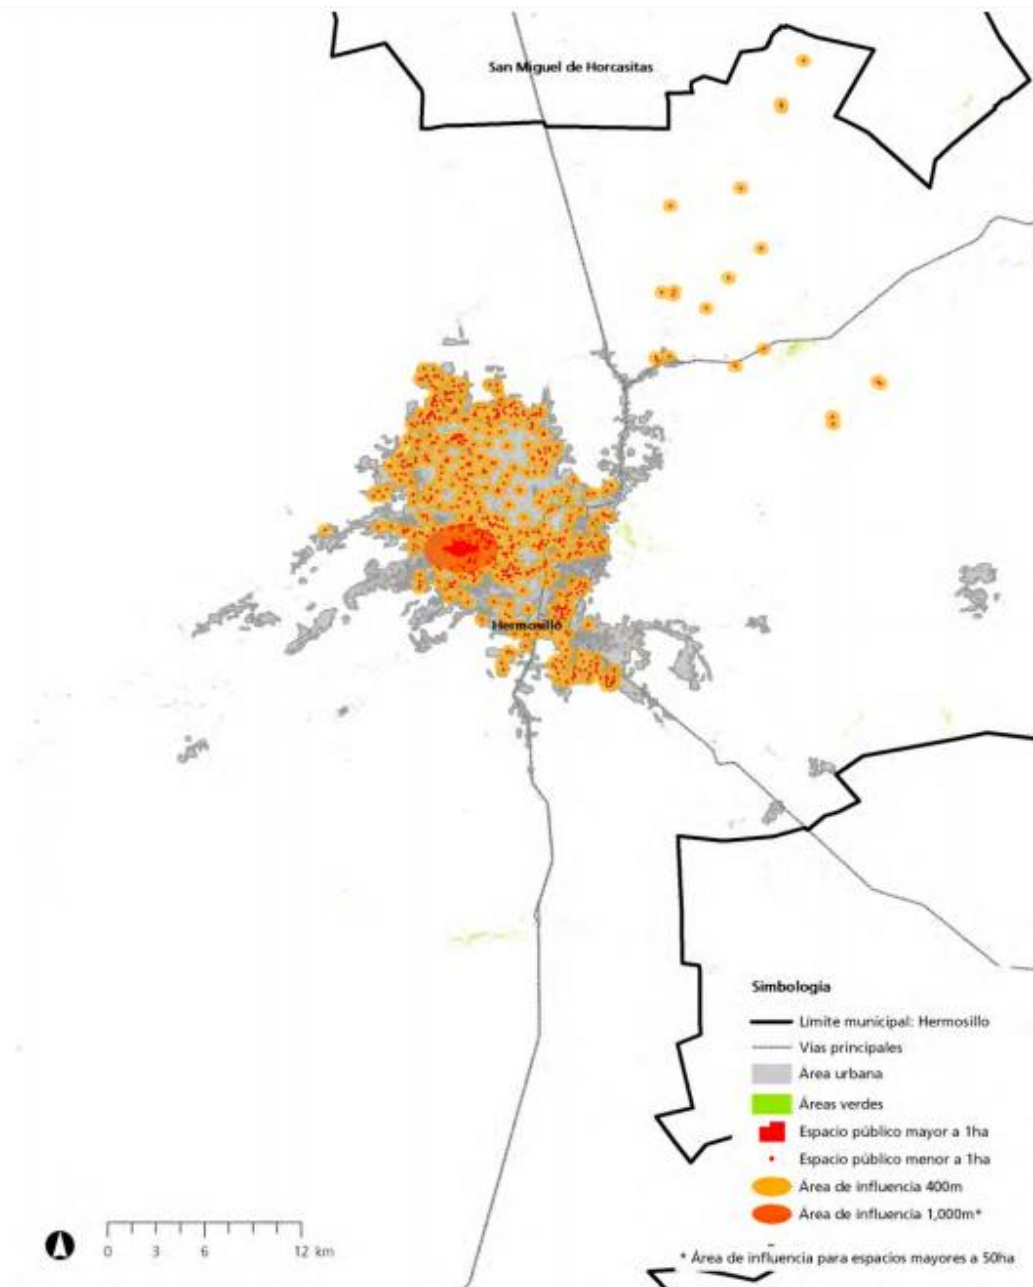 San Miguel de Horcasitas
Hermosillo
Simbología
Límite municipal: Hermosillo
Vías principales
Área urbana
Áreas verdes
Espacio público mayor a 1ha
Espacio público menor a 1ha
Área de influencia 400m
Área de influencia 1,000m*
* Área de influencia para espacios mayores a 50ha
0 3 6 12 km